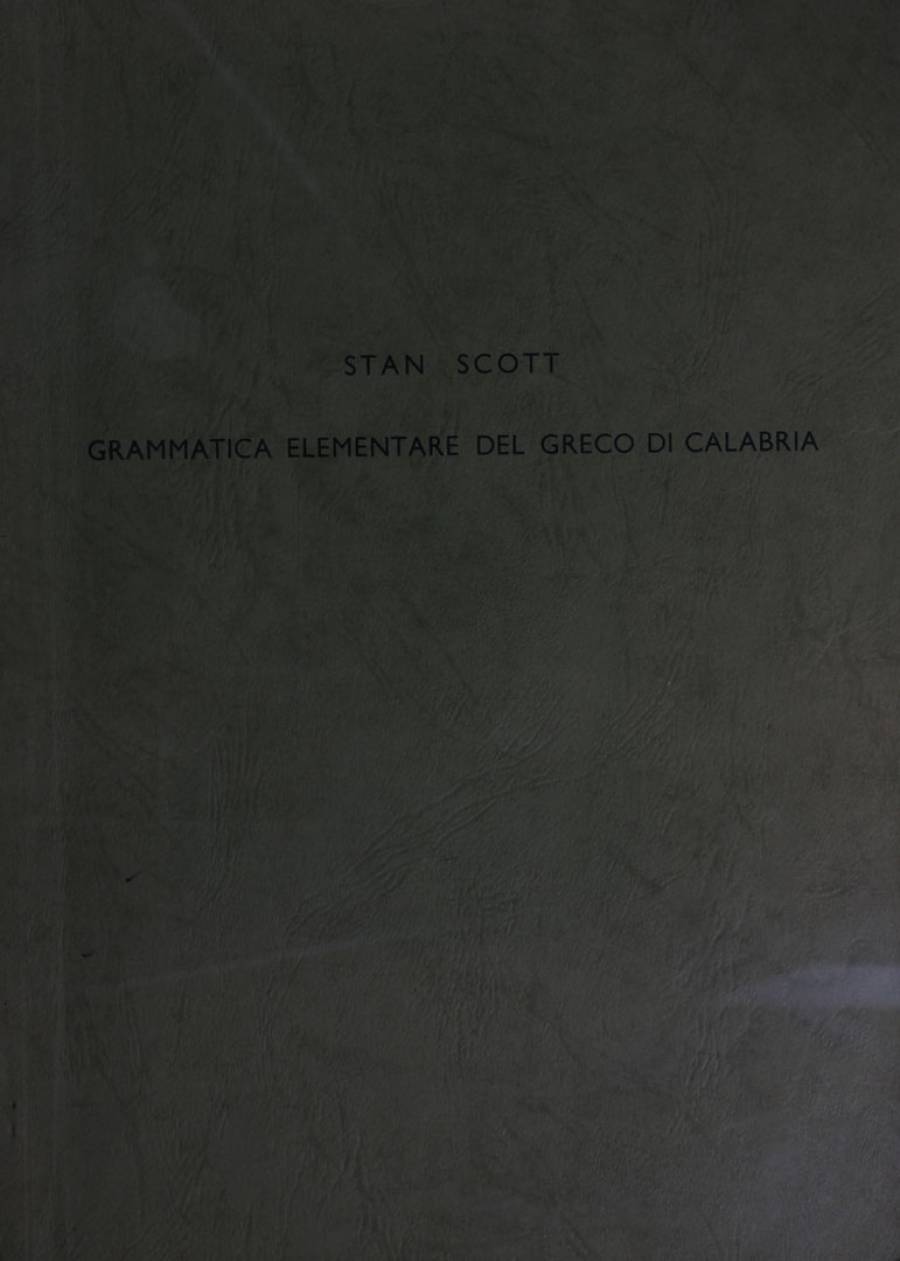 STAN SCOTT
GRAMMATICA ELEMENTARE DEL GRECO DI CALABRIA